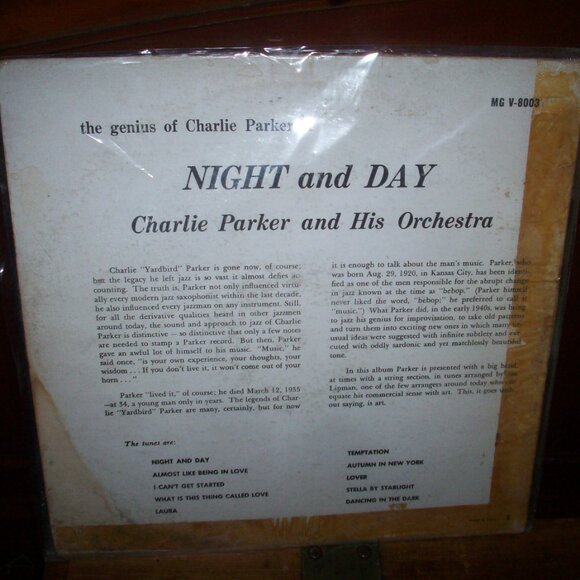 MG V-8003
the genius of Charlie Parker
NIGHT and DAY
Charlie Parker and His Orchestra
Charlie "Yardbird" Parker is gone now, of course;
but the legacy he left jazz is so vast it almost defies ac-
counting. The truth is, Parker not only influenced virtu-
ally every modern jazz saxophonist within the last decade,
he also influenced every jazzman on any instrument. Still,
for all the derivative qualities heard in other jazzmen
around today, the sound and approach to jazz of Charlie
Parker is distinctive — so distinctive that only a few notes
are needed to stamp a Parker record. But then, Parker
gave an awful lot of himself to his music. "Music," he
said once, "is your own experience, your thoughts, your
wisdom . . . If you don't live it, it won't come out of your
horn . . ."
Parker "lived it," of course; he died March 12, 1955
—at 34, a young man only in years. The legends of Char-
lie "Yardbird" Parker are many, certainly, but for now
it is enough to talk about the man's music. Parker, who
was born Aug. 29, 1920, in Kansas City, has been identi-
fied as one of the men responsible for the abrupt change
in jazz known at the time as "bebop." (Parker himself
never liked the word, "bebop;" he preferred to call it
"music.") What Parker did, in the early 1940s, was bring
to jazz his genius for improvisation, to take old patterns
and turn them into exciting new ones in which many un-
usual ideas were suggested with infinite subtlety and exe-
cuted with oddly sardonic and yet matchlessly beautiful
tone.
In this album Parker is presented with a big band,
at times with a string section, in tunes arranged by Joe
Lipman, one of the few arrangers around today who can
equate his commercial sense with art. This, it goes with-
out saying, is art.
The tunes are:
NIGHT AND DAY
ALMOST LIKE BEING IN LOVE
I CAN'T GET STARTED
WHAT IS THIS THING CALLED LOVE
LAURA
TEMPTATION
AUTUMN IN NEW YORK
LOVER
STELLA BY STARLIGHT
DANCING IN THE DARK